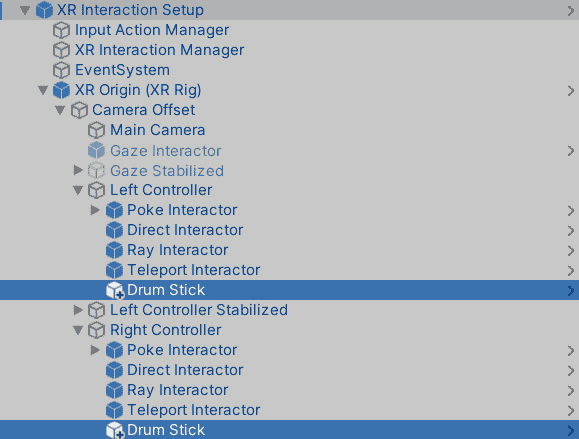 XR Interaction Setup
Input Action Manager
XR Interaction Manager
EventSystem
XR Origin (XR Rig)
Camera Offset
Main Camera
Gaze Interactor
Gaze Stabilized
Left Controller
Poke Interactor
Direct Interactor
Ray Interactor
Teleport Interactor
Drum Stick
Left Controller Stabilized
Right Controller
Poke Interactor
Direct Interactor
Ray Interactor
Teleport Interactor
Drum Stick